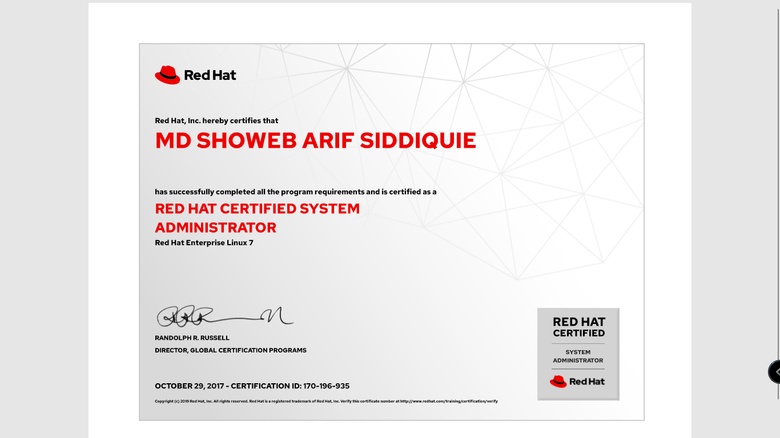 Red Hat
Red Hat, Inc. hereby certifies that
MD SHOWEB ARIF SIDDIQUIE
has successfully completed all the program requirements and is certified as a
RED HAT CERTIFIED SYSTEM
ADMINISTRATOR
Red Hat Enterprise Linux 7
RANDOLPH R. RUSSELL
DIRECTOR, GLOBAL CERTIFICATION PROGRAMS
OCTOBER 29, 2017 - CERTIFICATION ID: 170-196-935
Copyright (c) 2019 Red Hat, Inc. All rights reserved. Red Hat is a registered trademark of Red Hat, Inc. Verify this certificate number at http://www.redhat.com/training/certification/verify
RED HAT
CERTIFIED
SYSTEM
ADMINISTRATOR
Red Hat